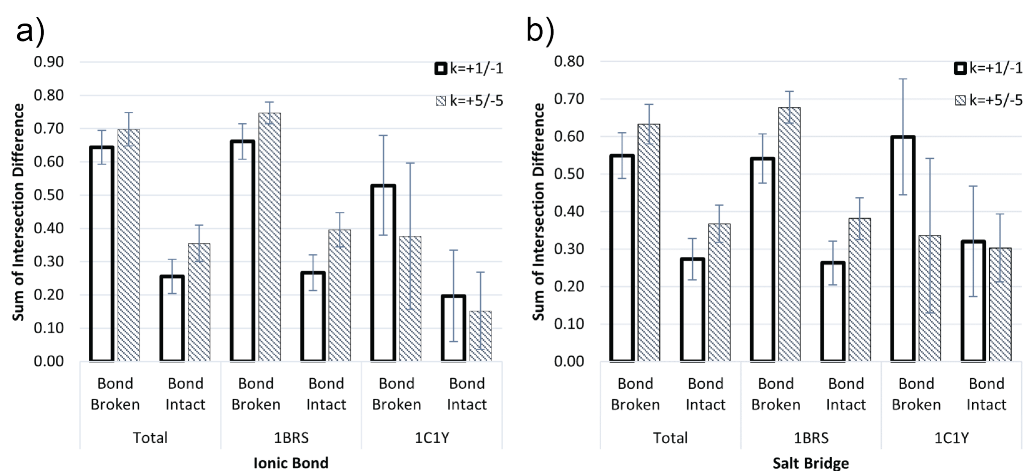 a)
Sum of Intersection Difference
0.90
0.80
0.70
0.60
0.50
0.40
0.30
0.20
0.10
0.00
k=+1/-1
k=+5/-5
Bond Broken
Bond Intact
Bond Broken
Bond Intact
Bond Broken
Bond Intact
Total
1BRS
1C1Y
Ionic Bond
b)
Sum of Intersection Difference
0.80
0.70
0.60
0.50
0.40
0.30
0.20
0.10
0.00
k=+1/-1
k=+5/-5
Bond Broken
Bond Intact
Bond Broken
Bond Intact
Bond Broken
Bond Intact
Total
1BRS
1C1Y
Salt Bridge